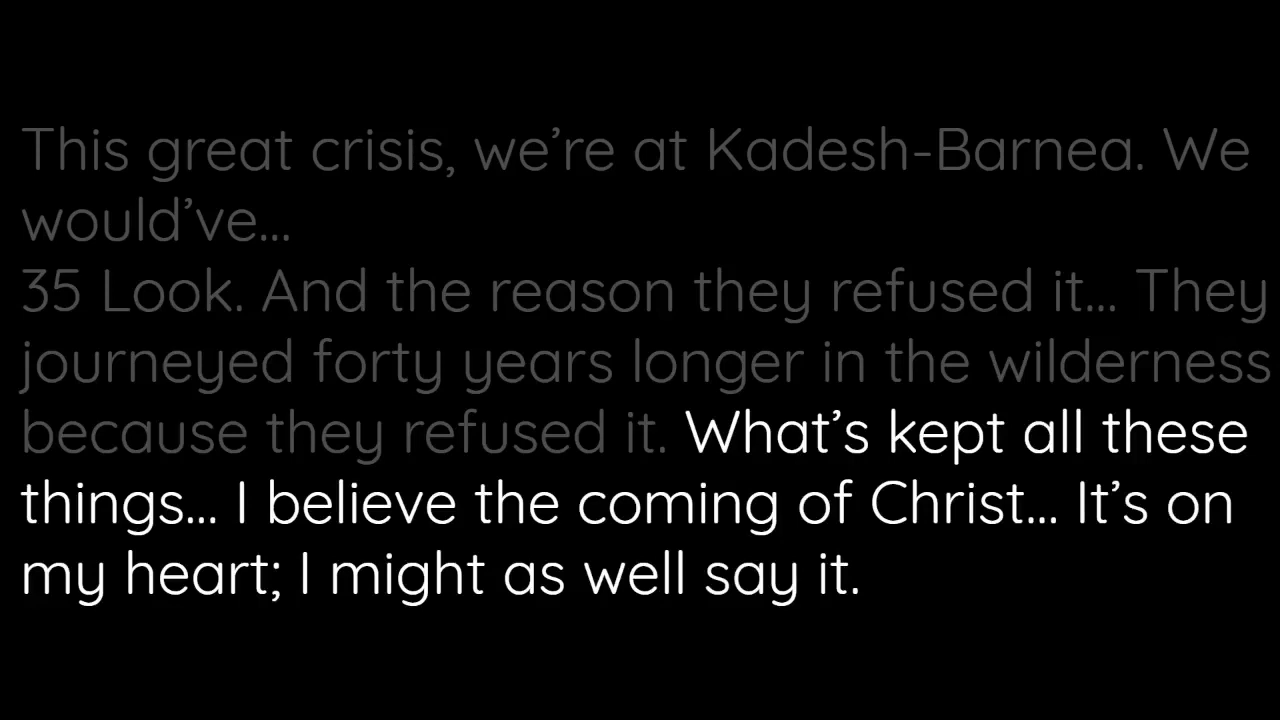 This great crisis, we’re at Kadesh-Barnea. We
would’ve...
35 Look. And the reason they refused it... They
journeyed forty years longer in the wilderness
because they refused it. What’s kept all these
things... I believe the coming of Christ... It’s on
my heart; I might as well say it.